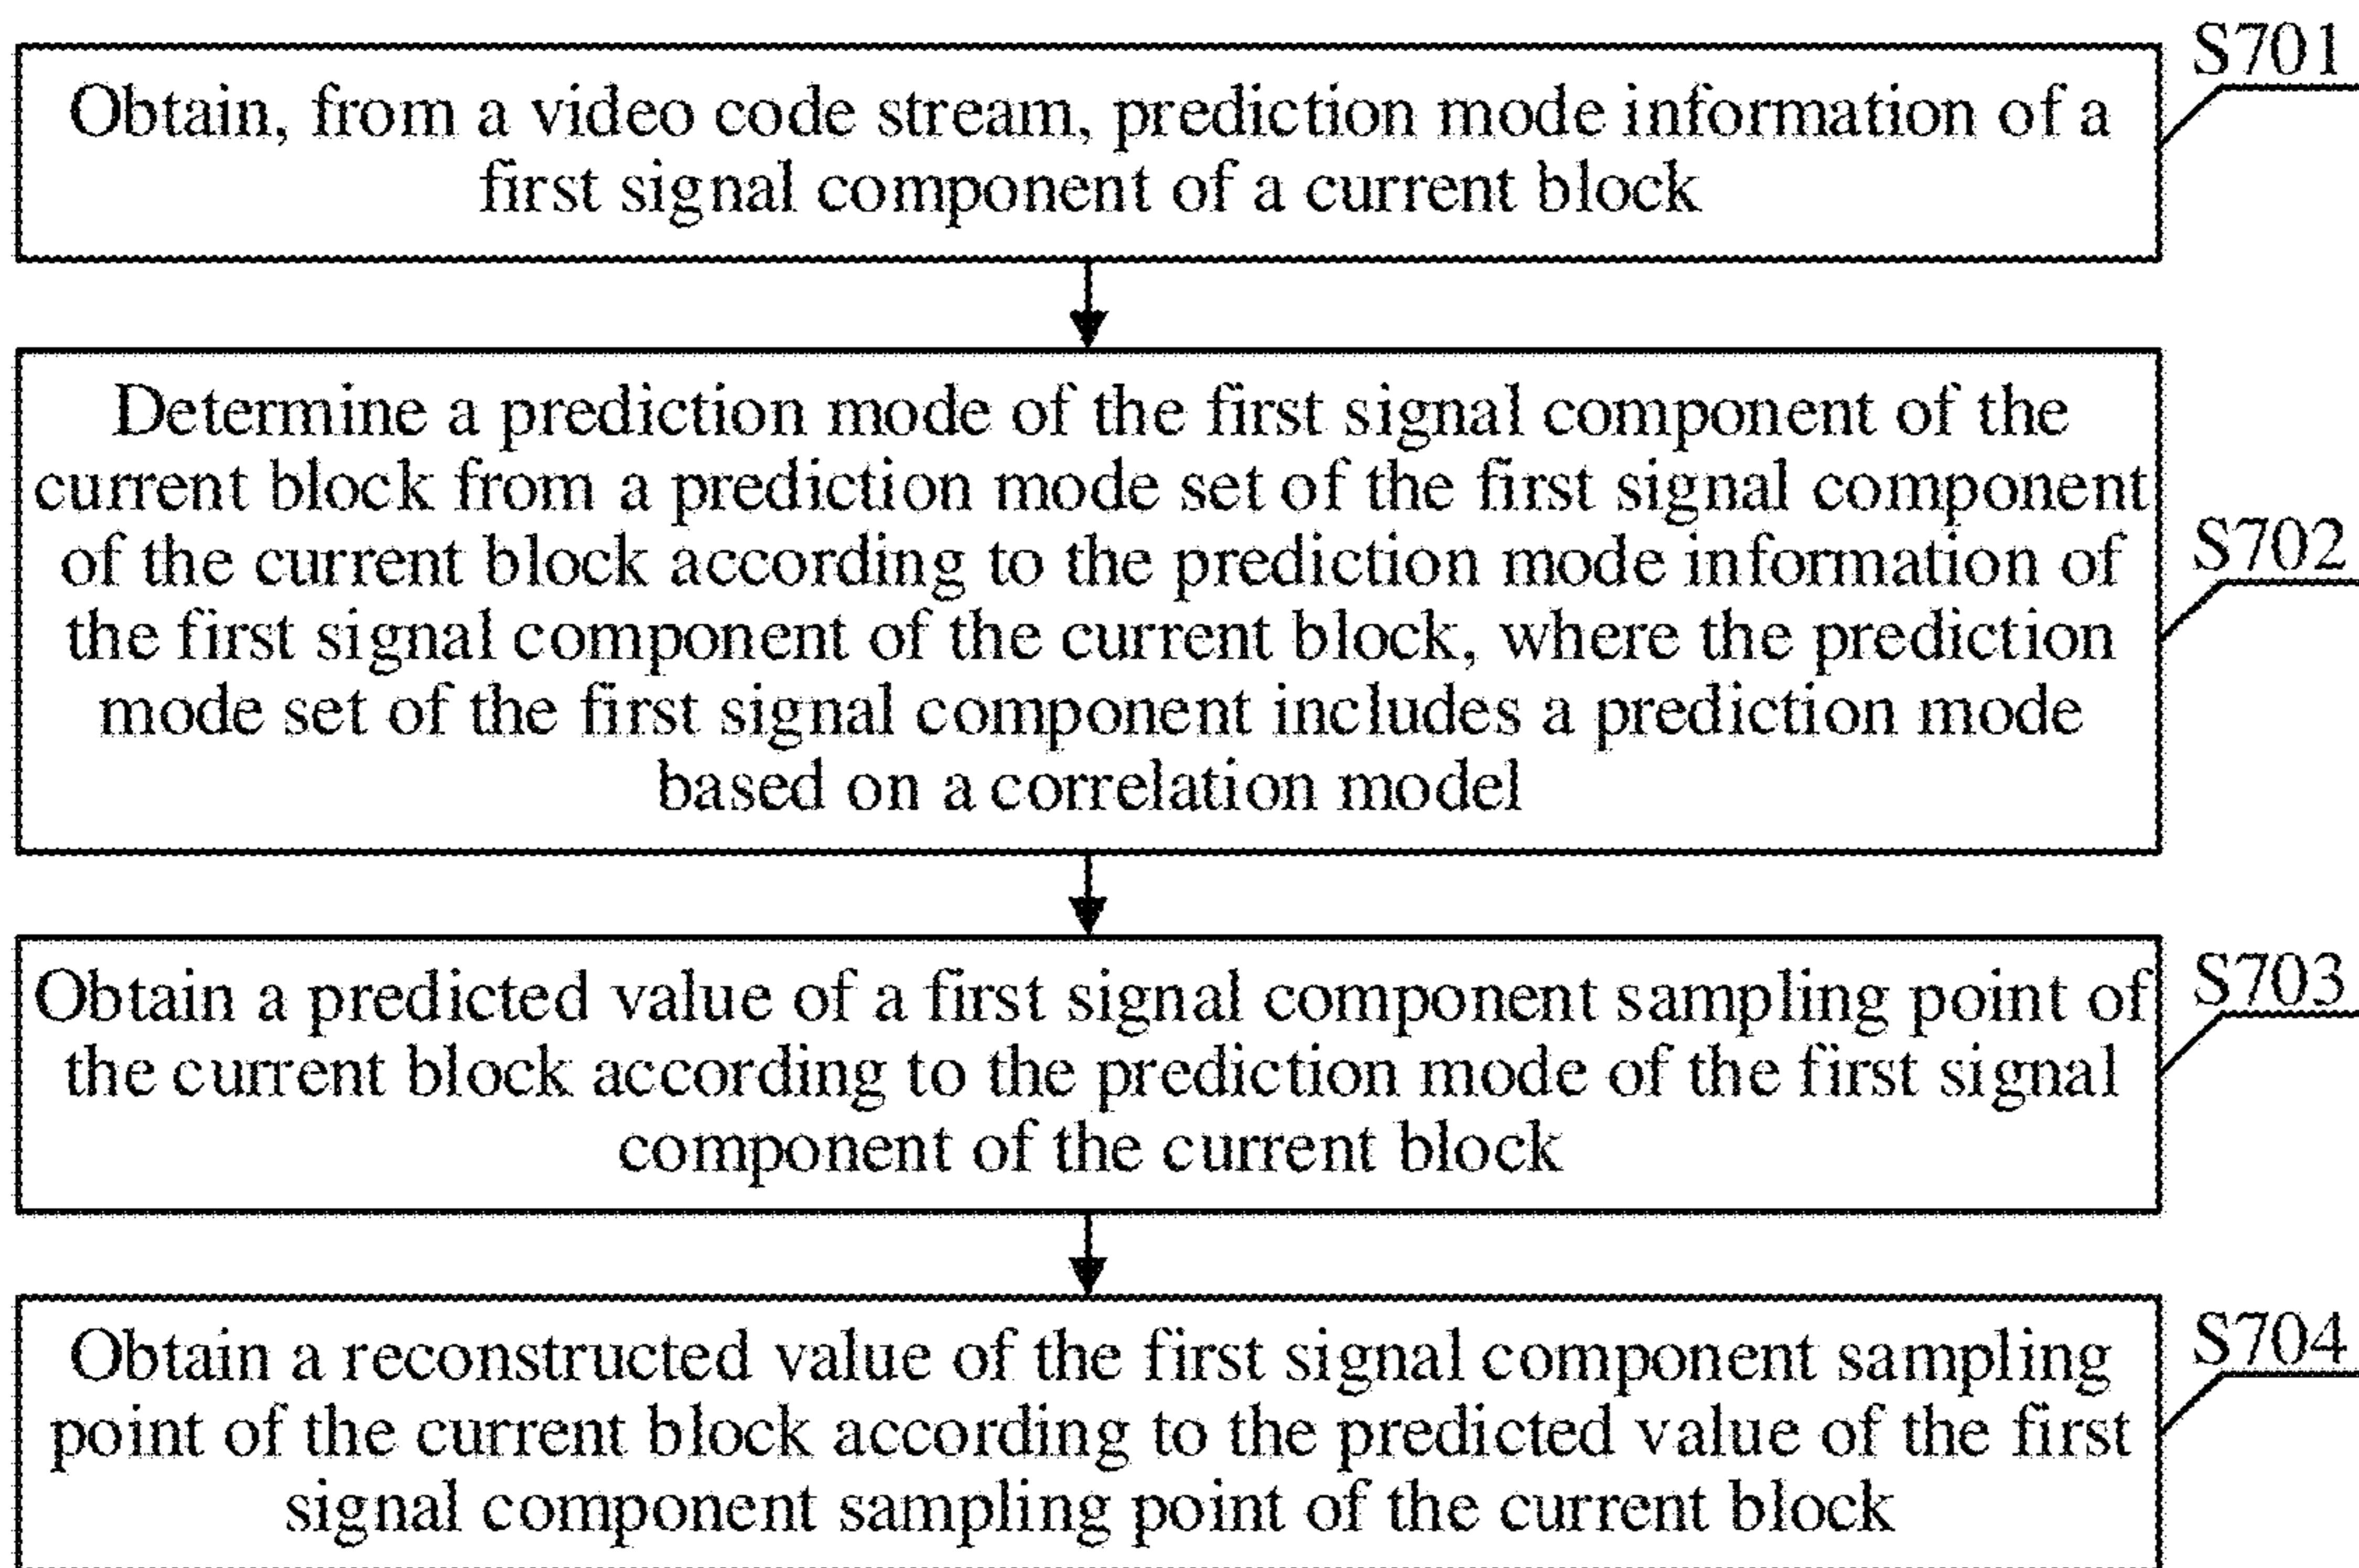 S701
Obtain, from a video code stream, prediction mode information of a
first signal component of a current block
Determine a prediction mode of the first signal component of the
current block from a prediction mode set of the first signal component
of the current block according to the prediction mode information of
the first signal component of the current block, where the prediction
mode set of the first signal component includes a prediction mode
based on a correlation model
S702
Obtain a predicted value of a first signal component sampling point of
the current block according to the prediction mode of the first signal
component of the current block
S703
Obtain a reconstructed value of the first signal component sampling
point of the current block according to the predicted value of the first
signal component sampling point of the current block
S704